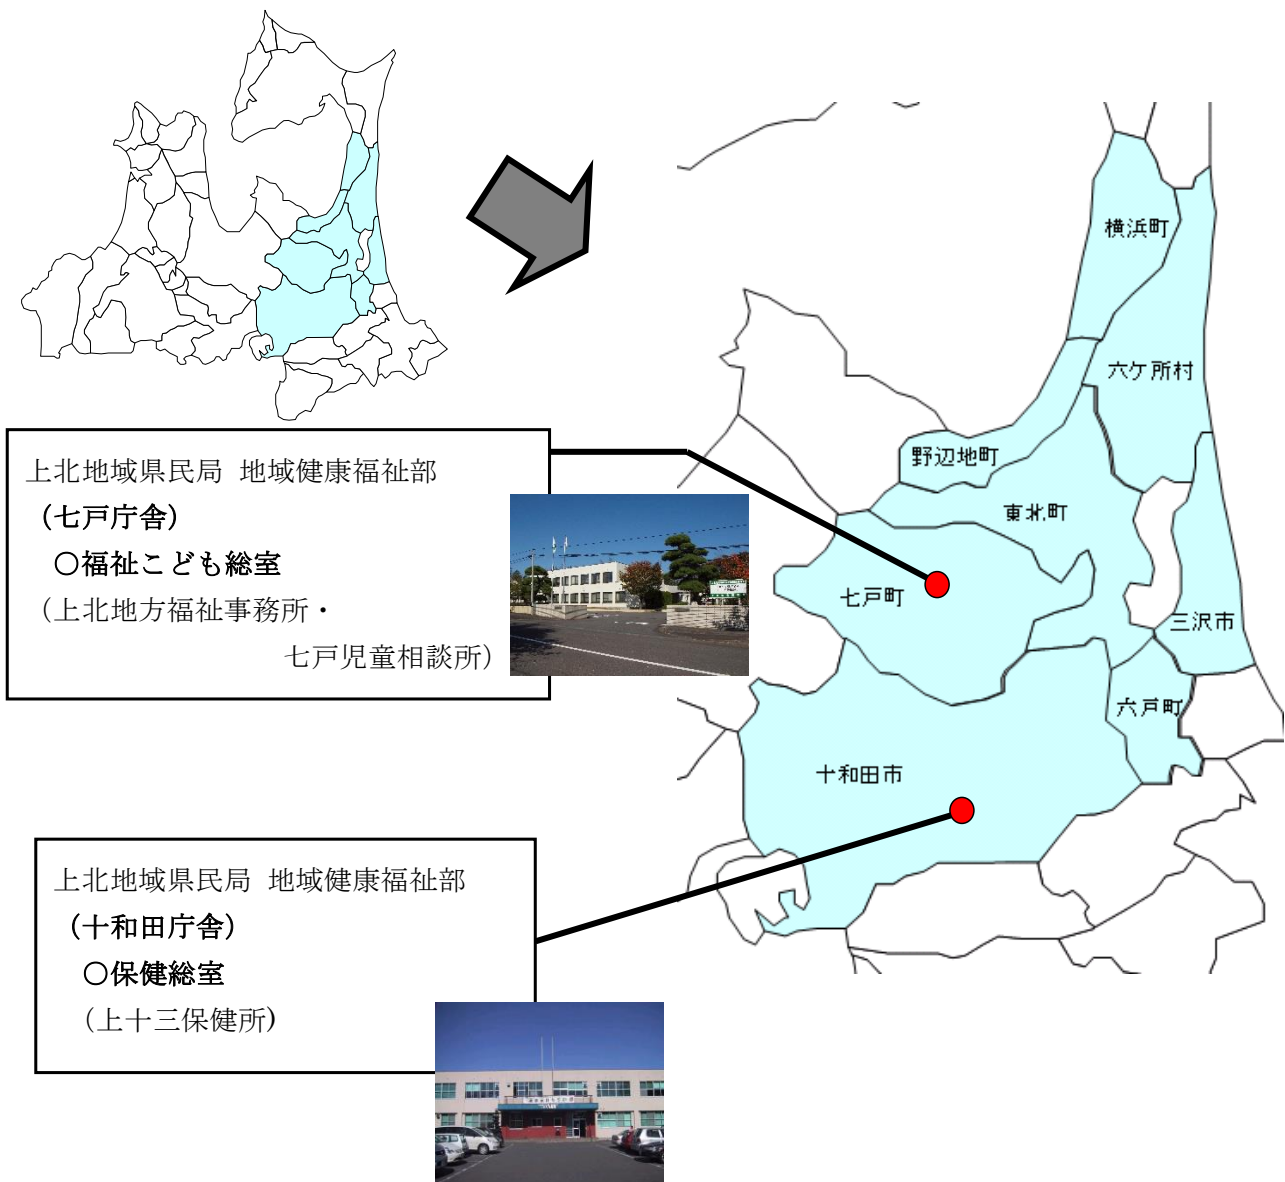 横浜町
六ケ所村
野辺地町
東北町
七戸町
三沢市
六戸町
十和田市
上北地域県民局 地域健康福祉部
(七戸庁舎)
○福祉こども総室
(上北地方福祉事務所・
七戸児童相談所)
上北地域県民局 地域健康福祉部
(十和田庁舎)
○保健総室
(上十三保健所)